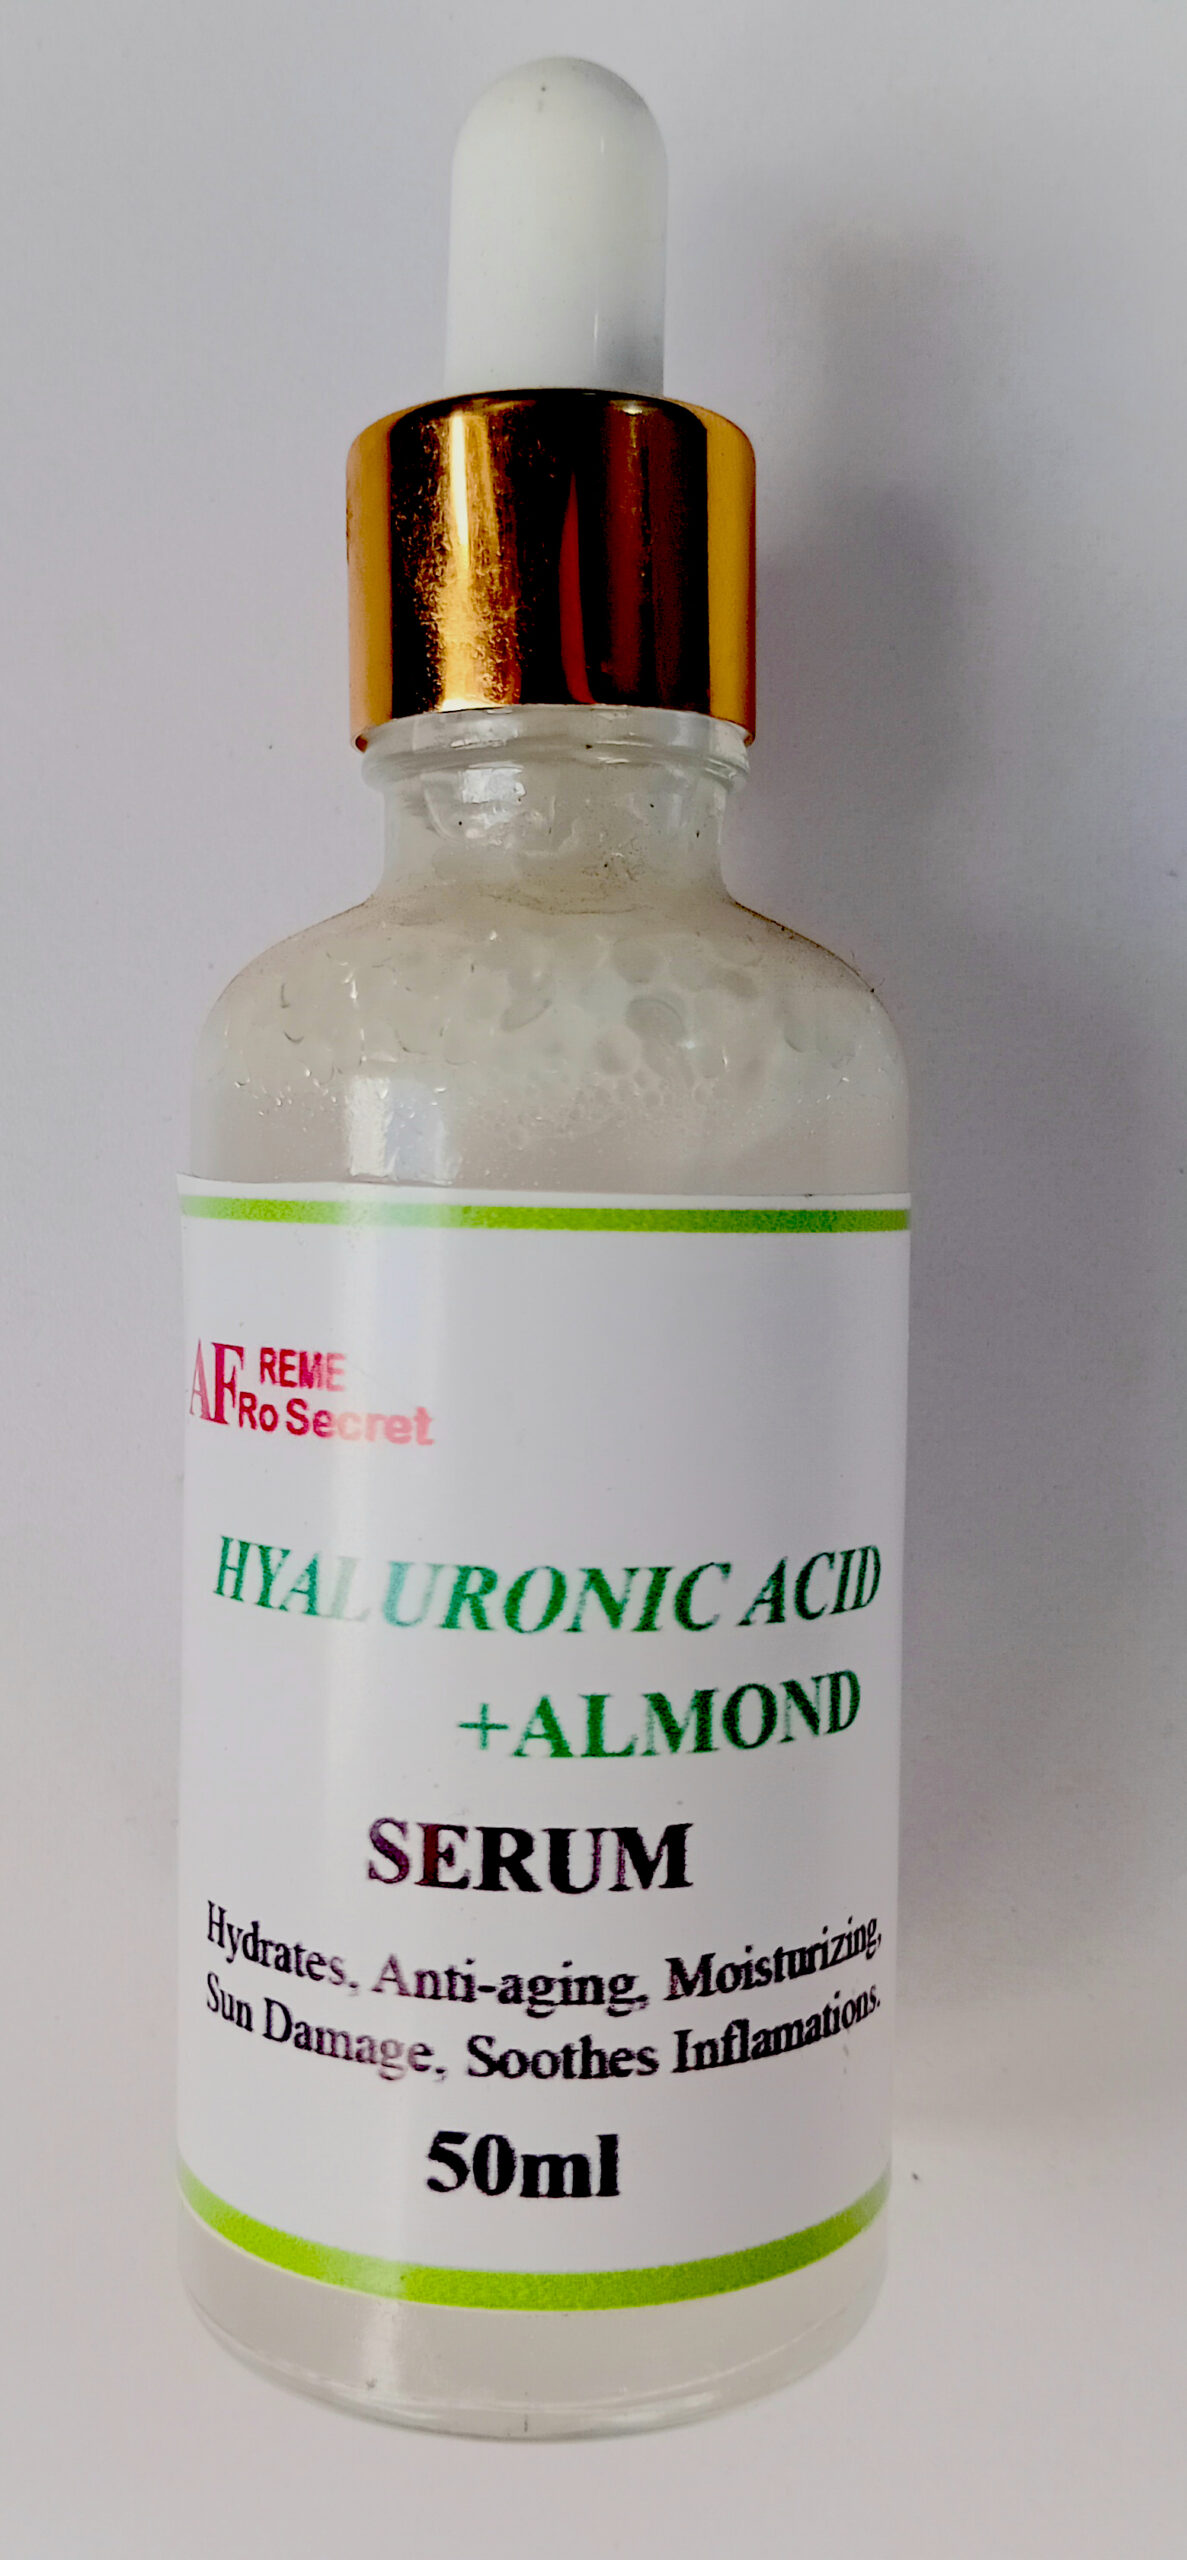 AF REME
Ro Secret
HYALURONIC ACID
+ALMOND
SERUM
Hydrates, Anti-aging, Moisturizing,
Sun Damage, Soothes Inflamations.
50ml